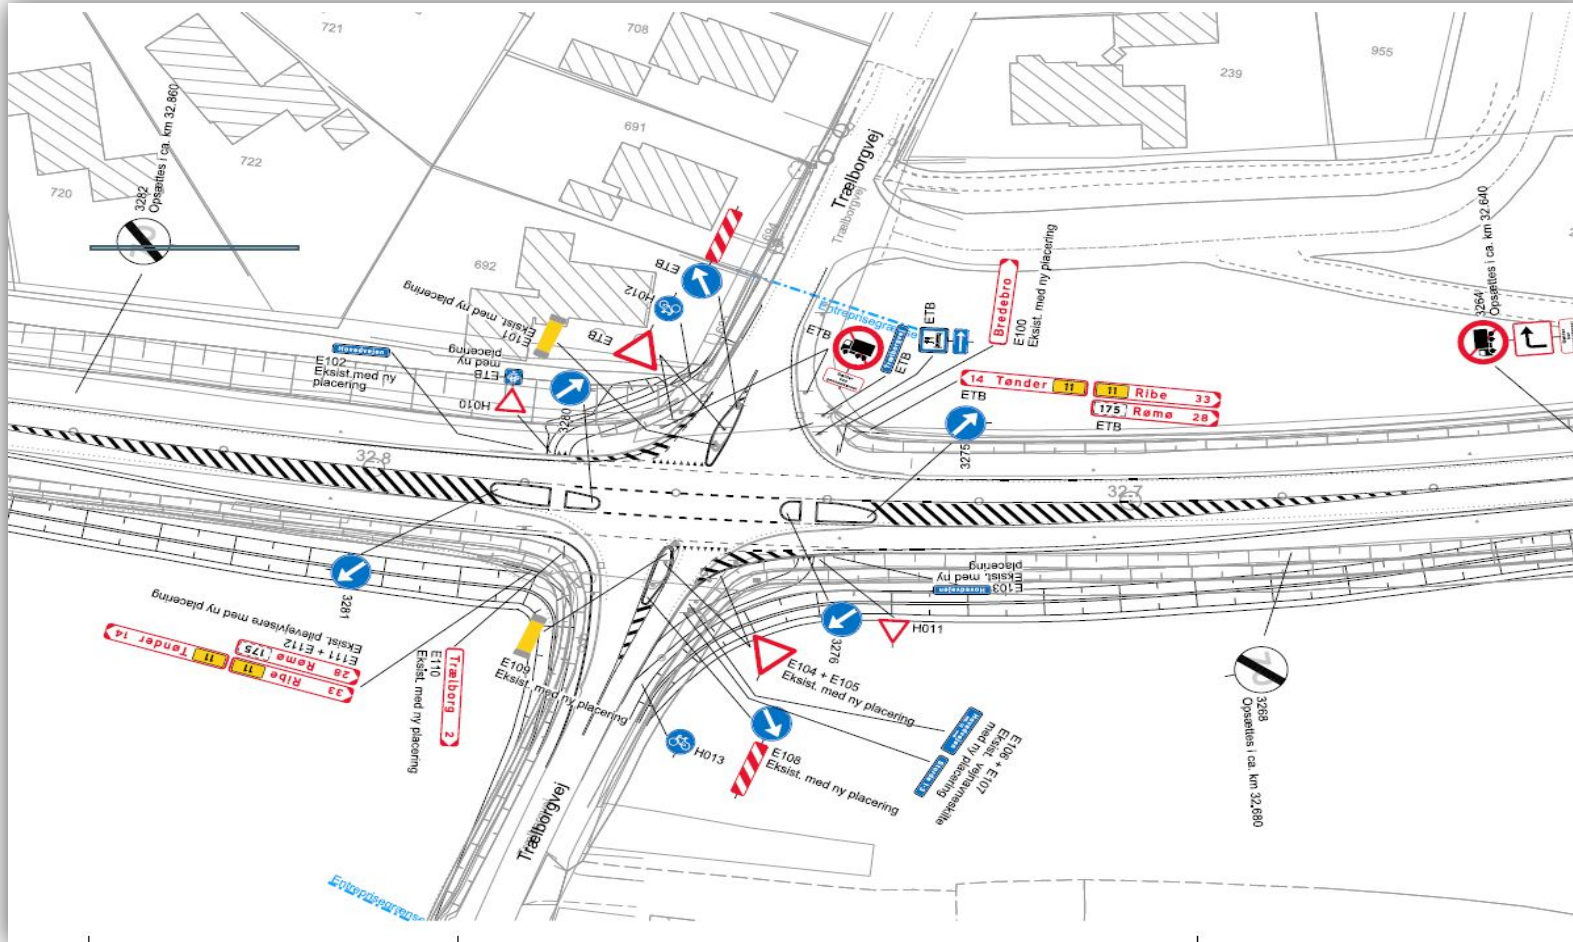 721
708
955
239
3282
Opsættes i ca. km 32.860
691
722
720
Trælborgvej
Trælborgvej
691
692
3264
Opsættes i ca. km 32.640
ETB
H012
E101
Eksist. med ny placering
ETB
Entreprisegrænse
ETB
ETB
ETB
Bredebro
E100
Eksist. med ny placering
Hovedvejen
E102
Eksist.med ny
placering
ETB
med ny
placering
H010
3280
14 Tønder 11
11 Ribe 33
175 Rømø 28
ETB
ETB
3275
32.8
32.7
3281
E103
Eksist. med ny
placering
Hovedvejen
H011
3276
E111 + E112
Eksist. pilevejvisere med ny placering
Tønder 14
11
28
Rømø
175
33
Ribe
11
Trælborg 2
E110
Eksist. med ny placering
E109
Eksist. med ny placering
E104 + E105
Eksist. med ny placering
3268
Opsættes i ca. km 32.680
H013
E108
Eksist. med ny placering
Hovedvejen
E106 + E107
Eksist. vejnavneskilte
med ny placering
Trælborgvej
Entreprisegrænse